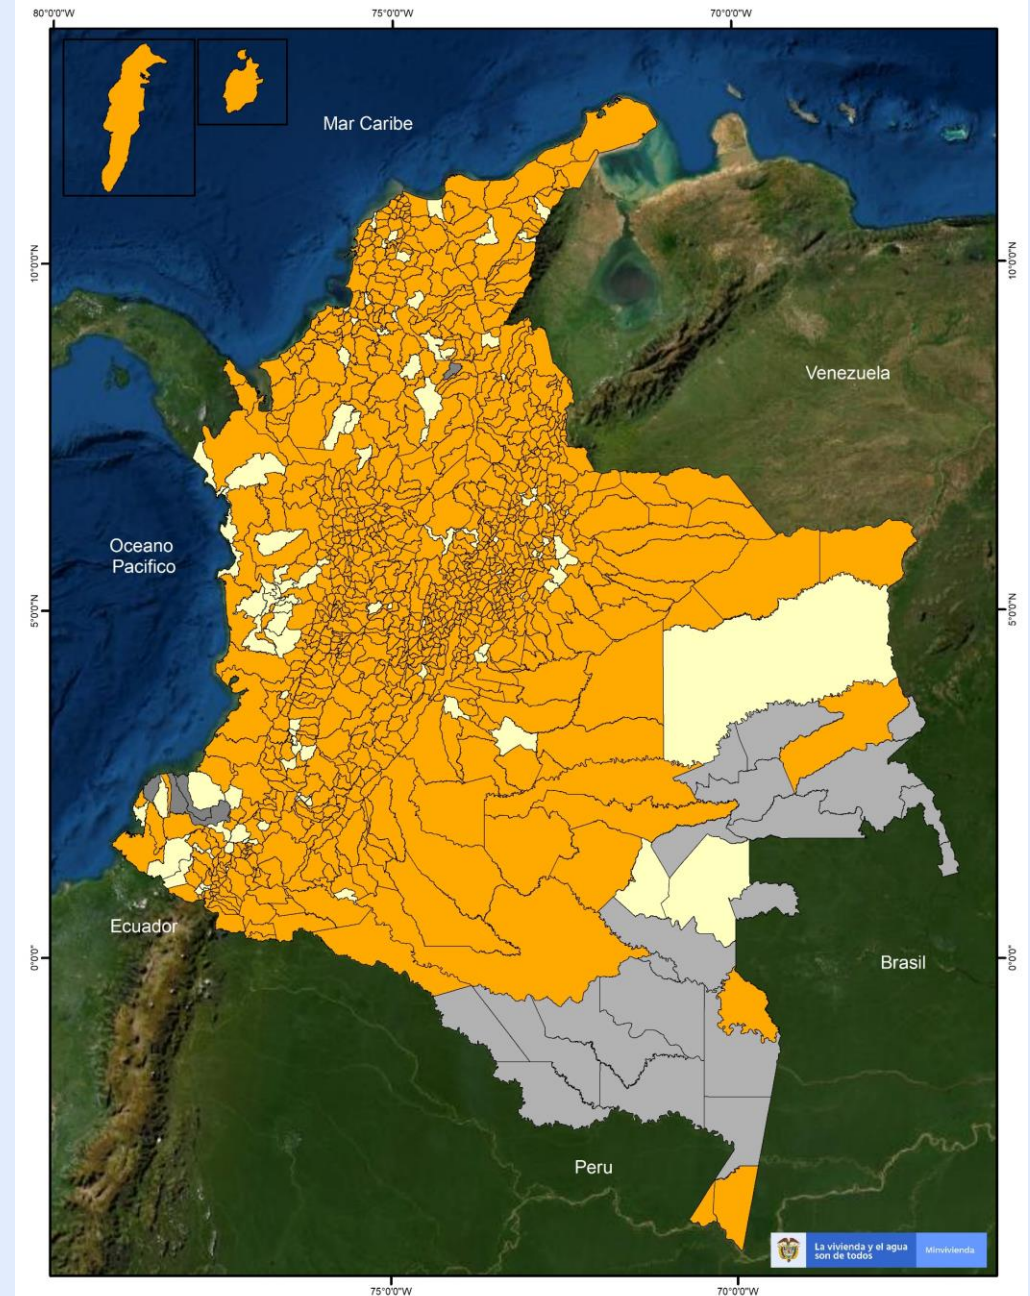 80°0'0"W 75°0'0"W 70°0'0"W
Mar Caribe
10°0'0"N 10°0'0"N
Venezuela
Oceano
Pacifico
5°0'0"N 5°0'0"N
Ecuador
0°0'0" 0°0'0"
Brasil
Peru
La vivienda y el agua
son de todos
Minvivienda
75°0'0"W 70°0'0"W